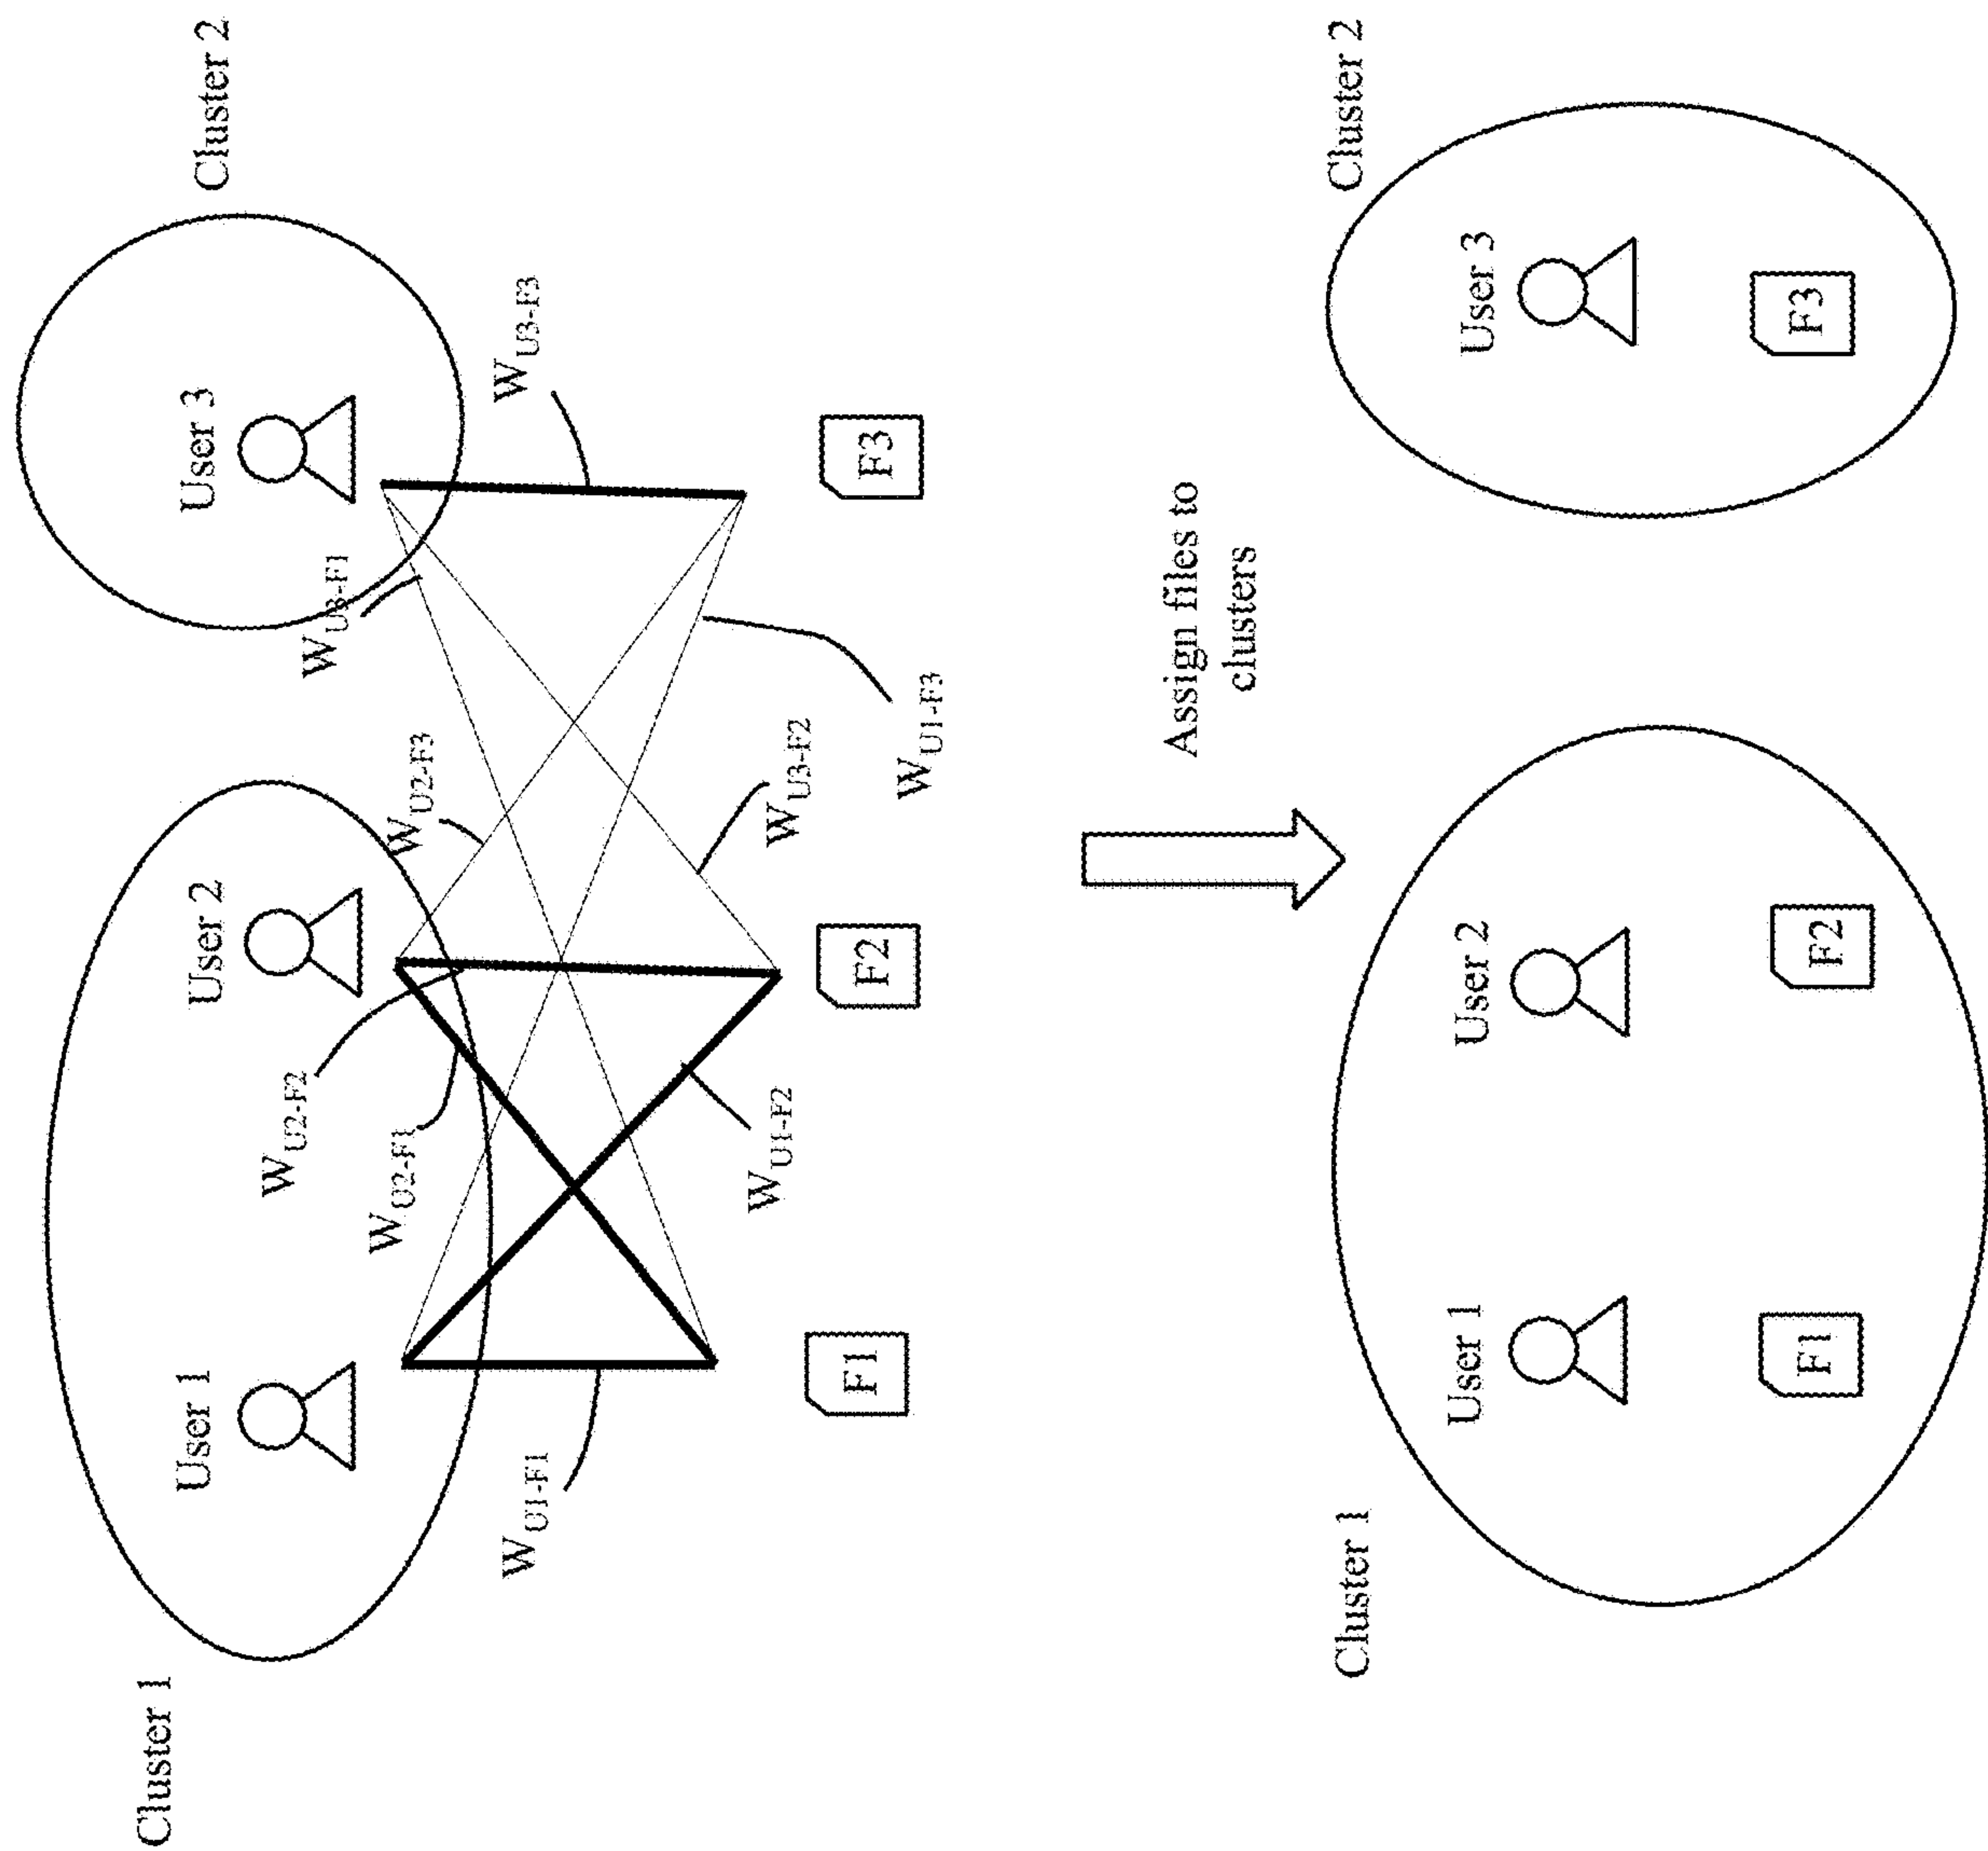 Cluster 1
User 1
User 2
User 3
Cluster 2
W U1-F1
W U2-F2
W U2-F1
W U2-F3
W U3-F1
W U3-F3
W U1-F2
W U3-F2
W U1-F3
F1
F2
F3
Assign files to
clusters
Cluster 1
User 1
User 2
F1
F2
Cluster 2
User 3
F3